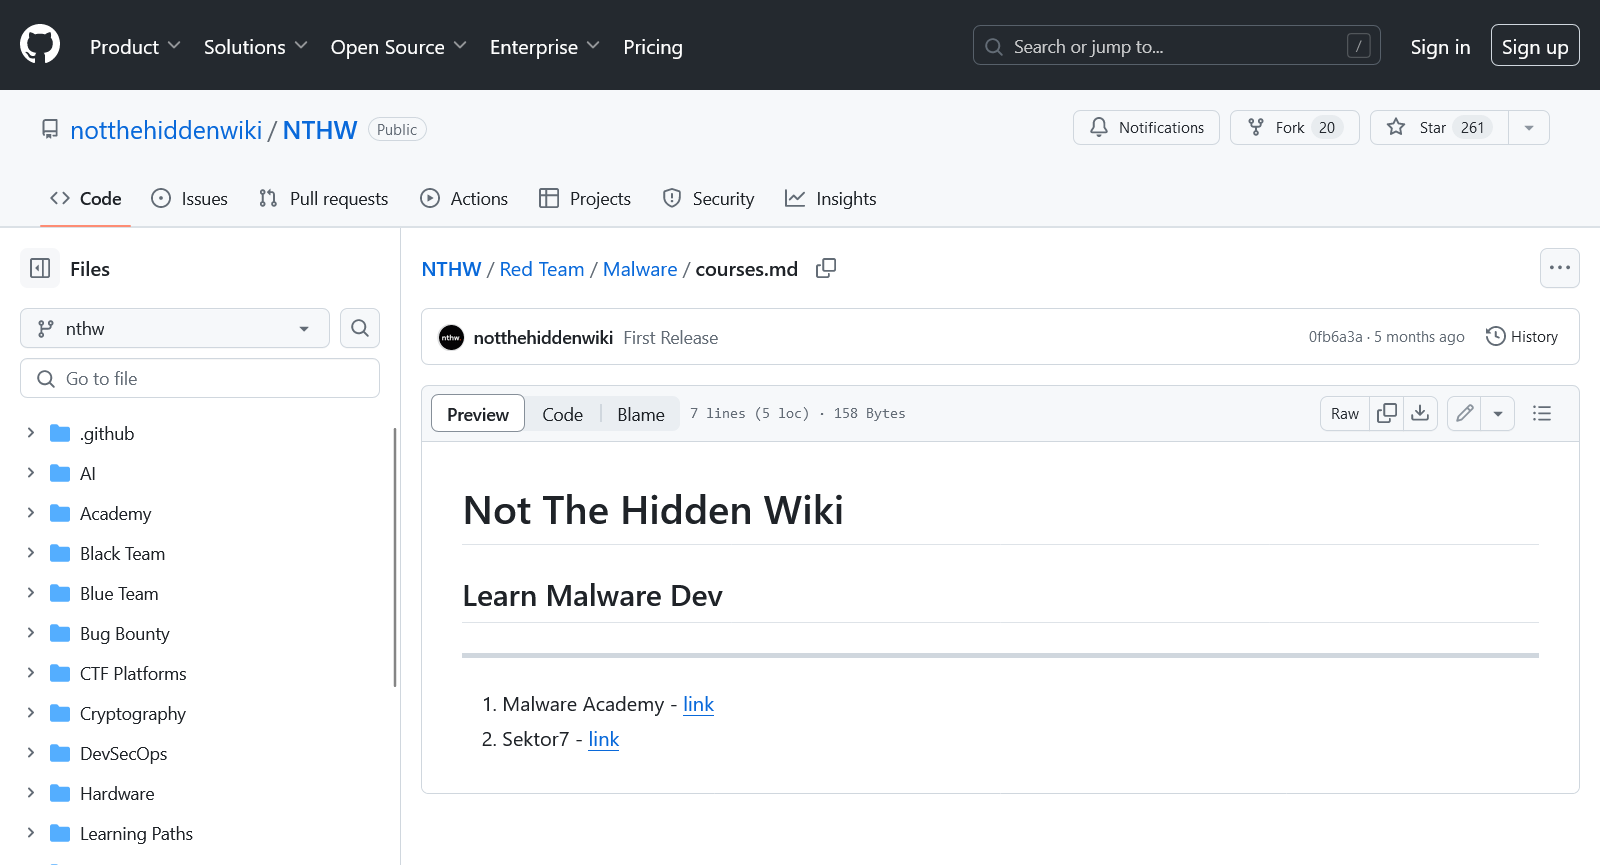 Product Solutions Open Source Enterprise Pricing Search or jump to... / Sign in Sign up
notthehiddenwiki / NTHW Public Notifications Fork 20 Star 261
Code Issues Pull requests Actions Projects Security Insights
Files
nthw
Go to file
.github
AI
Academy
Black Team
Blue Team
Bug Bounty
CTF Platforms
Cryptography
DevSecOps
Hardware
Learning Paths
NTHW / Red Team / Malware / courses.md
nthw notthehiddenwiki First Release 0fb6a3a · 5 months ago History
Preview Code Blame 7 lines (5 loc) · 158 Bytes Raw
Not The Hidden Wiki
Learn Malware Dev
1. Malware Academy - link
2. Sektor7 - link